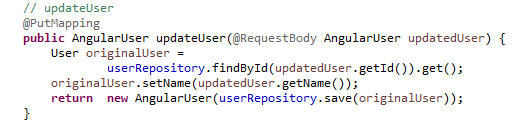 // updateUser
@PutMapping
public AngularUser updateUser(@RequestBody AngularUser updatedUser) {
User originalUser =
userRepository.findById(updatedUser.getId()).get();
originalUser.setName(updatedUser.getName());
return  new AngularUser(userRepository.save(originalUser));
}